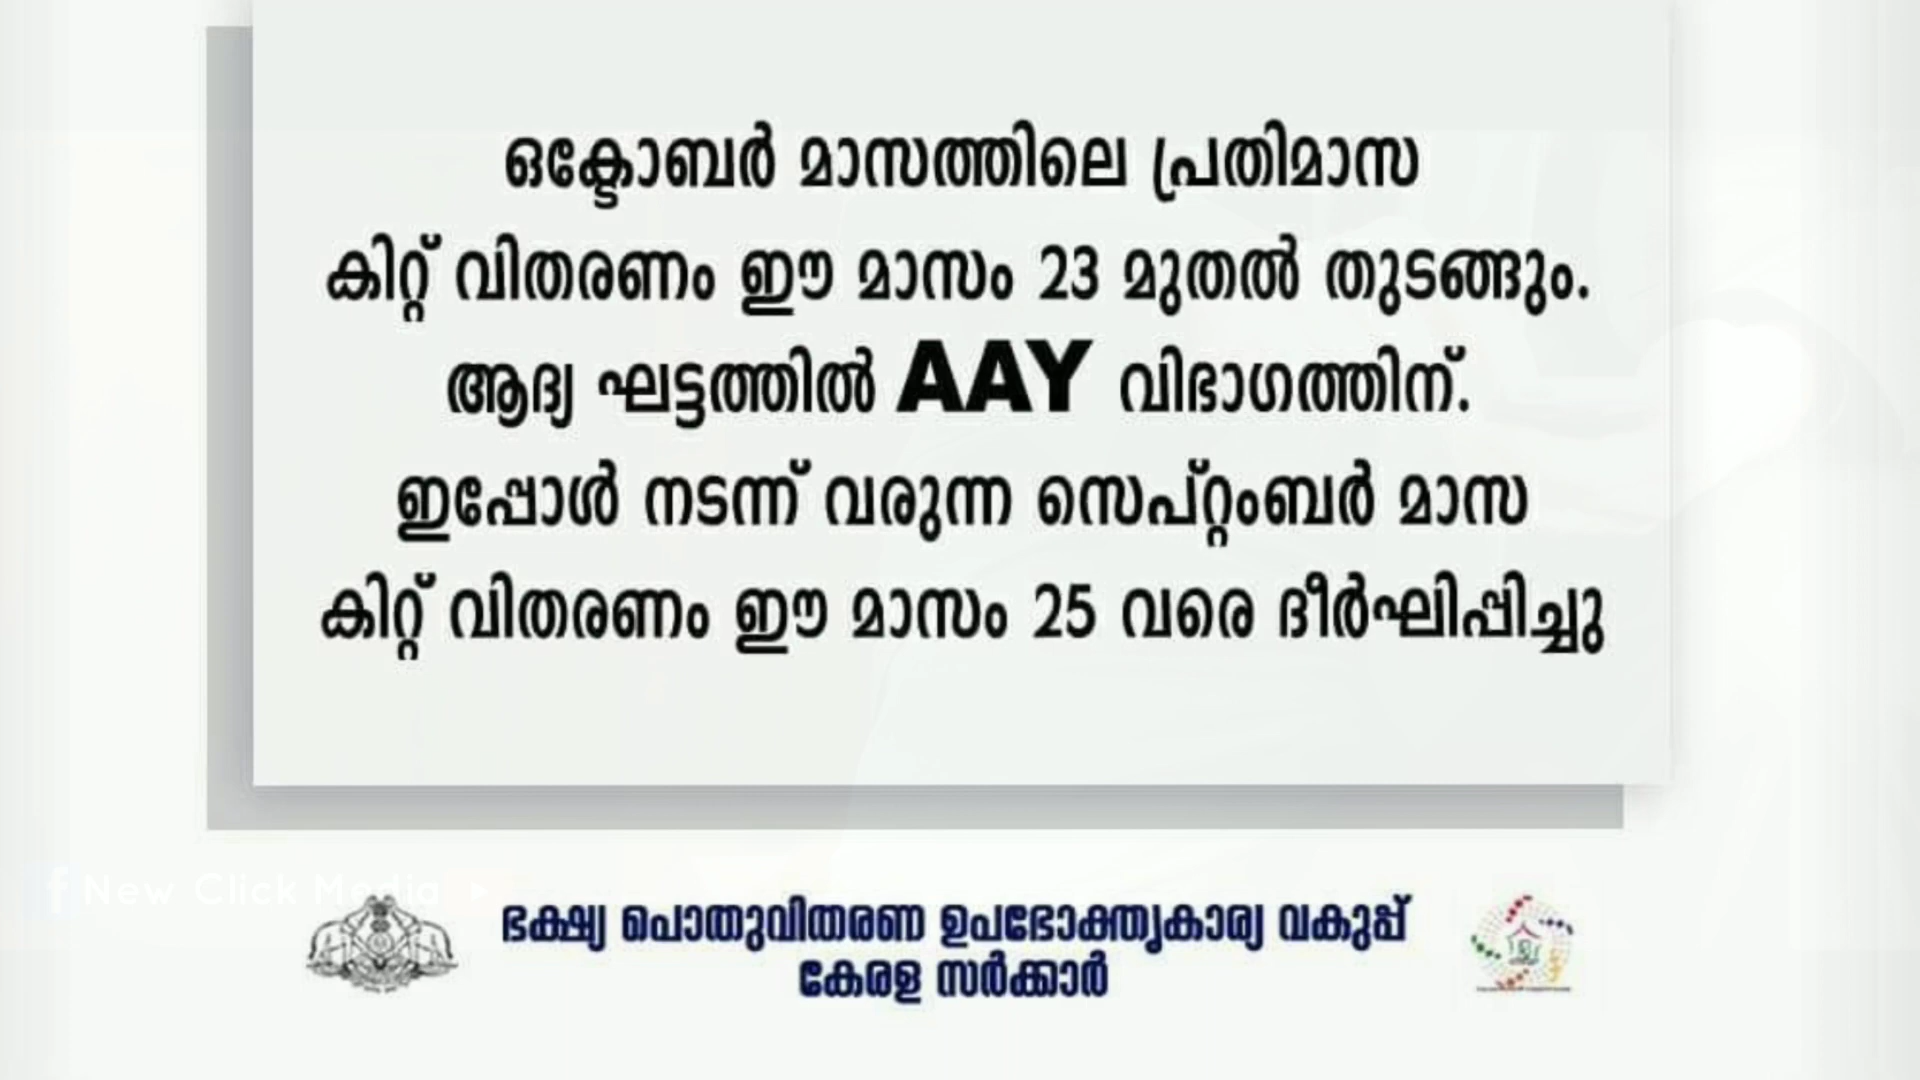 ഒക്ടോബർ മാസത്തിലെ പ്രതിമാസ
കിറ്റ് വിതരണം ഈ മാസം 23 മുതൽ തുടങ്ങും.
ആദ്യ ഘട്ടത്തിൽ AAY വിഭാഗത്തിന്.
ഇപ്പോൾ നടന്ന് വരുന്ന സെപ്റ്റംബർ മാസ
കിറ്റ് വിതരണം ഈ മാസം 25 വരെ ദീർഘിപ്പിച്ചു
New Click Media
ഭക്ഷ്യ പൊതുവിതരണ ഉപഭോക്തൃകാര്യ വകുപ്പ്
കേരള സർക്കാർ